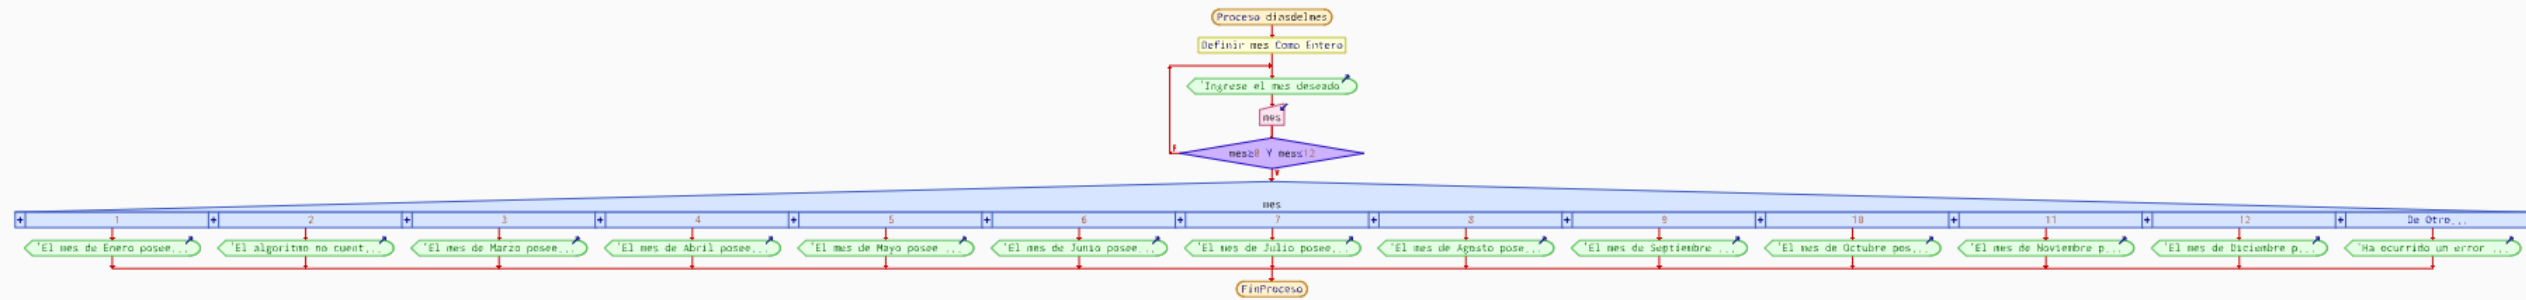 Proceso diasdelmes
Definir mes Como Entero
'Ingrese el mes deseado'
mes
mes≥0 Y mes≤12
F
V
mes
+ 1 + 2 + 3 + 4 + 5 + 6 + 7 + 8 + 9 + 10 + 11 + 12 + De Otro...
'El mes de Enero posee... 'El algoritmo no cuent... 'El mes de Marzo posee... 'El mes de Abril posee... 'El mes de Mayo posee ... 'El mes de Junio posee ... 'El mes de Julio posee... 'El mes de Agosto pose... 'El mes de Septiembre ... 'El mes de Octubre pos... 'El mes de Noviembre p... 'El mes de Diciembre p... 'Ha ocurrido un error ...
FinProceso